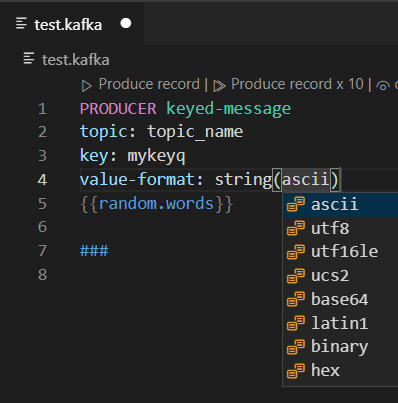 test.kafka
test.kafka
Produce record | Produce record x 10 |
1 PRODUCER keyed-message
2 topic: topic_name
3 key: mykeyq
4 value-format: string(ascii)
5 {{random.words}}
6
7 ###
8
ascii
utf8
utf16le
ucs2
base64
latin1
binary
hex